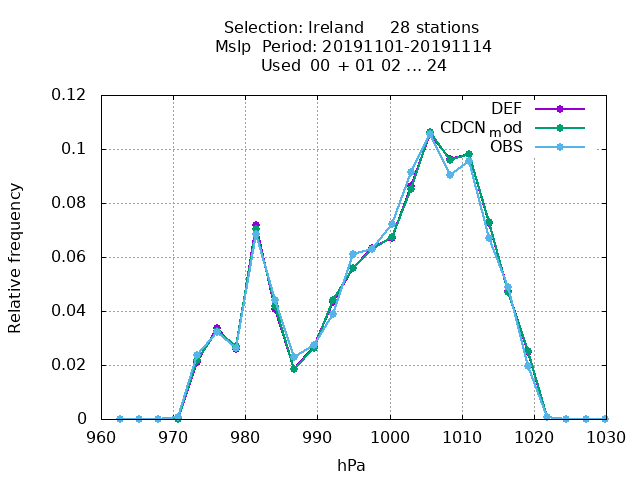 Selection: Ireland 28 stations
Mslp Period: 20191101-20191114
Used 00 + 01 02 ... 24
0.12
0.1
0.08
0.06
0.04
0.02
0
Relative frequency
DEF
CDCN_mod
OBS
960 970 980 990 1000 1010 1020 1030
hPa